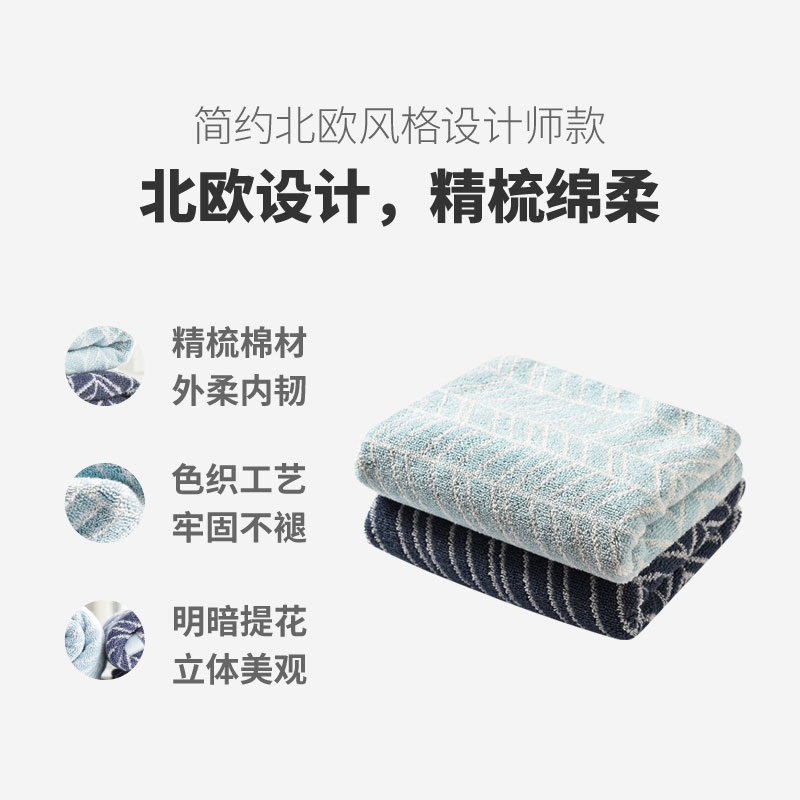 简约北欧风格设计师款
北欧设计，精梳绵柔
精梳棉材
外柔内韧
色织工艺
牢固不褪
明暗提花
立体美观